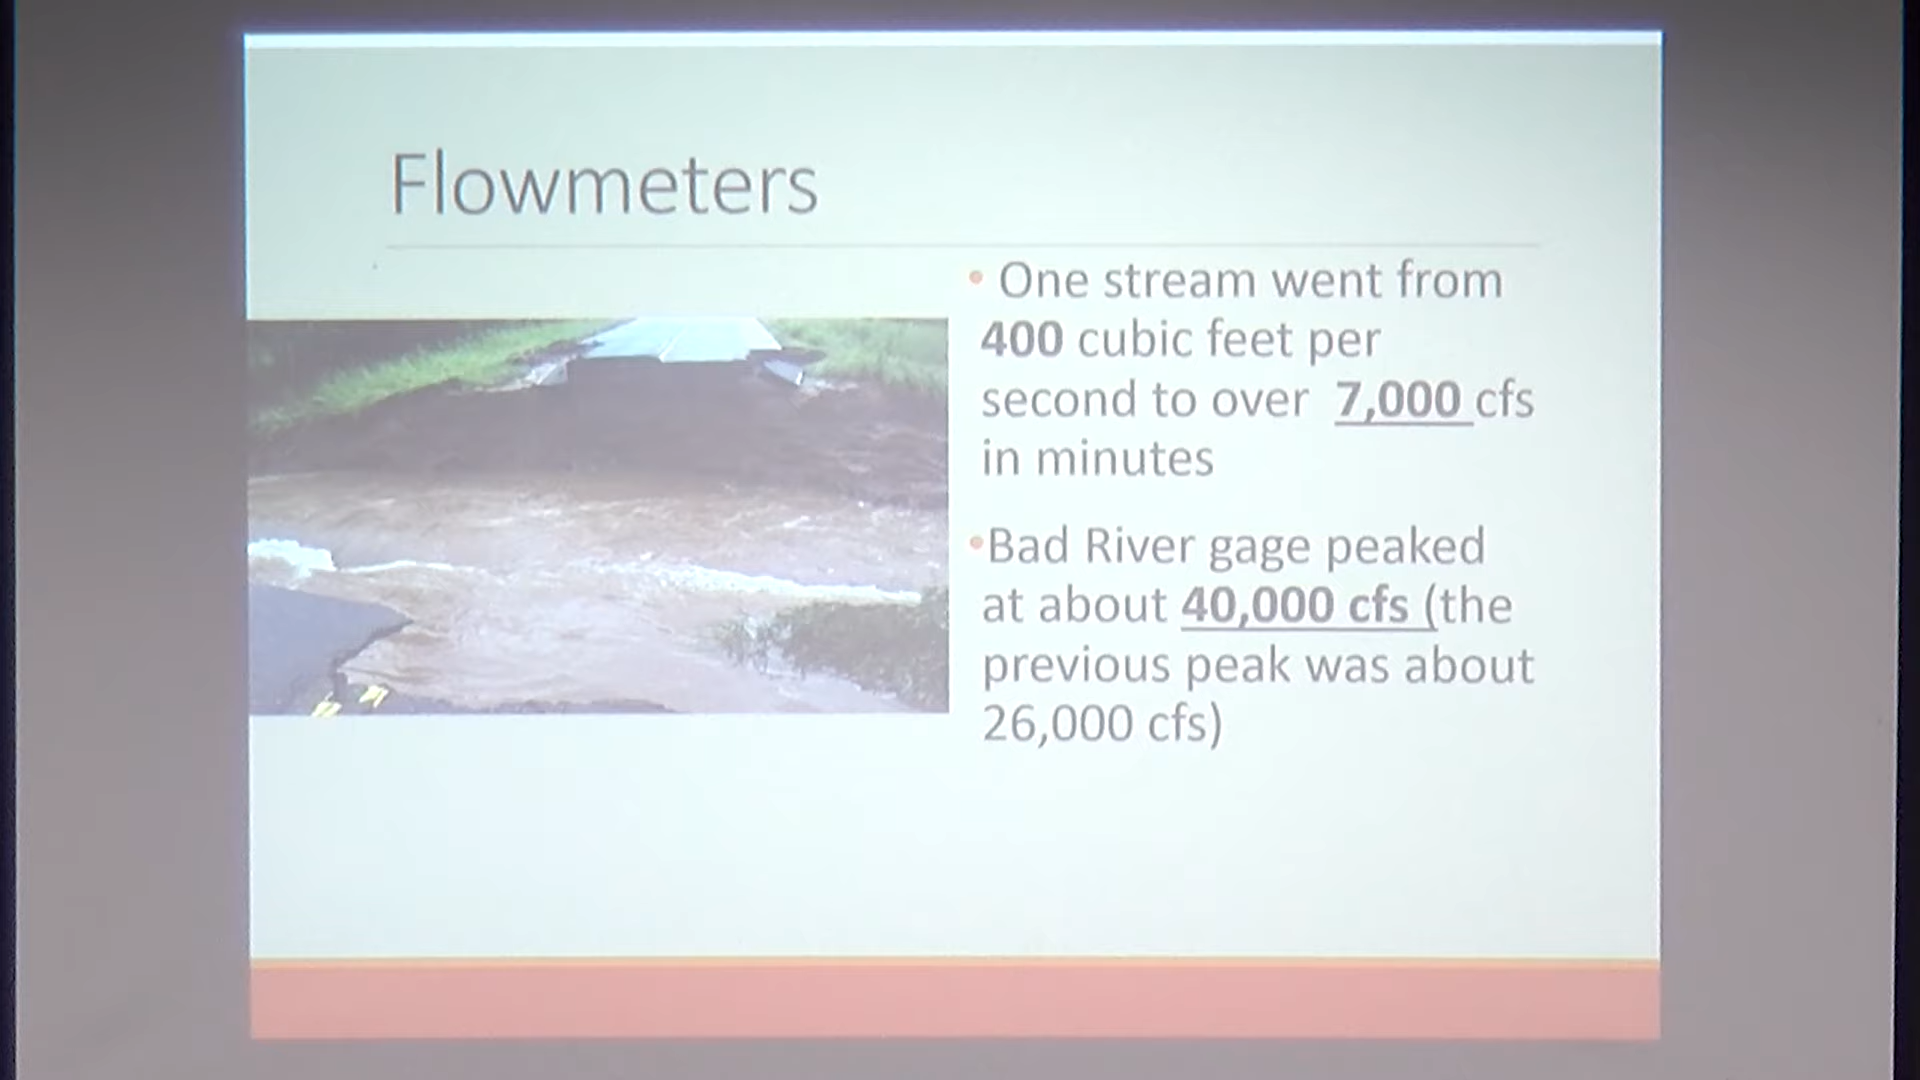 Flowmeters
• One stream went from
400 cubic feet per
second to over 7,000 cfs
in minutes
•Bad River gage peaked
at about 40,000 cfs (the
previous peak was about
26,000 cfs)